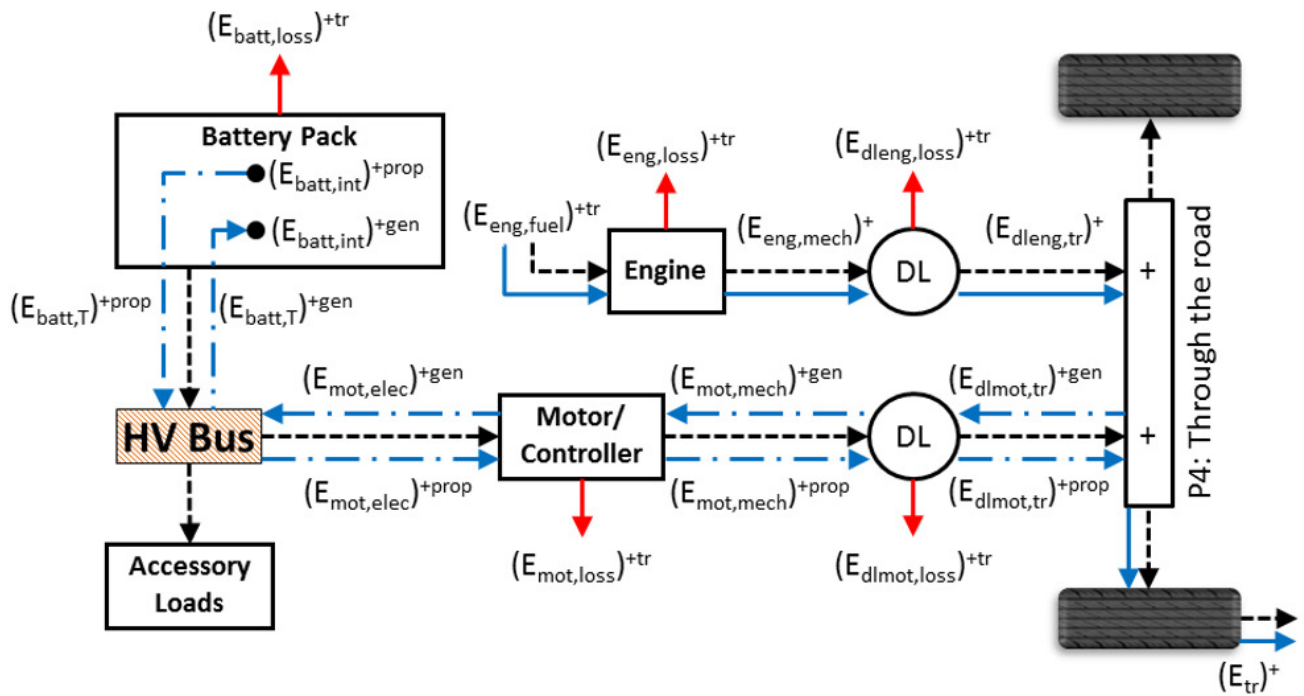 (E_batt,loss)^+tr
Battery Pack
(E_batt,int)^+prop
(E_batt,int)^+gen
(E_batt,T)^+prop
(E_batt,T)^+gen
(E_eng,loss)^+tr
(E_dleng,loss)^+tr
(E_eng,fuel)^+tr
(E_eng,mech)^+
(E_dleng,tr)^+
Engine
DL
+
P4: Through the road
(E_mot,elec)^+gen
(E_mot,mech)^+gen
(E_dlmot,tr)^+gen
HV Bus
Motor/
Controller
DL
+
(E_mot,elec)^+prop
(E_mot,mech)^+prop
(E_dlmot,tr)^+prop
(E_mot,loss)^+tr
(E_dlmot,loss)^+tr
Accessory
Loads
(E_tr)^+